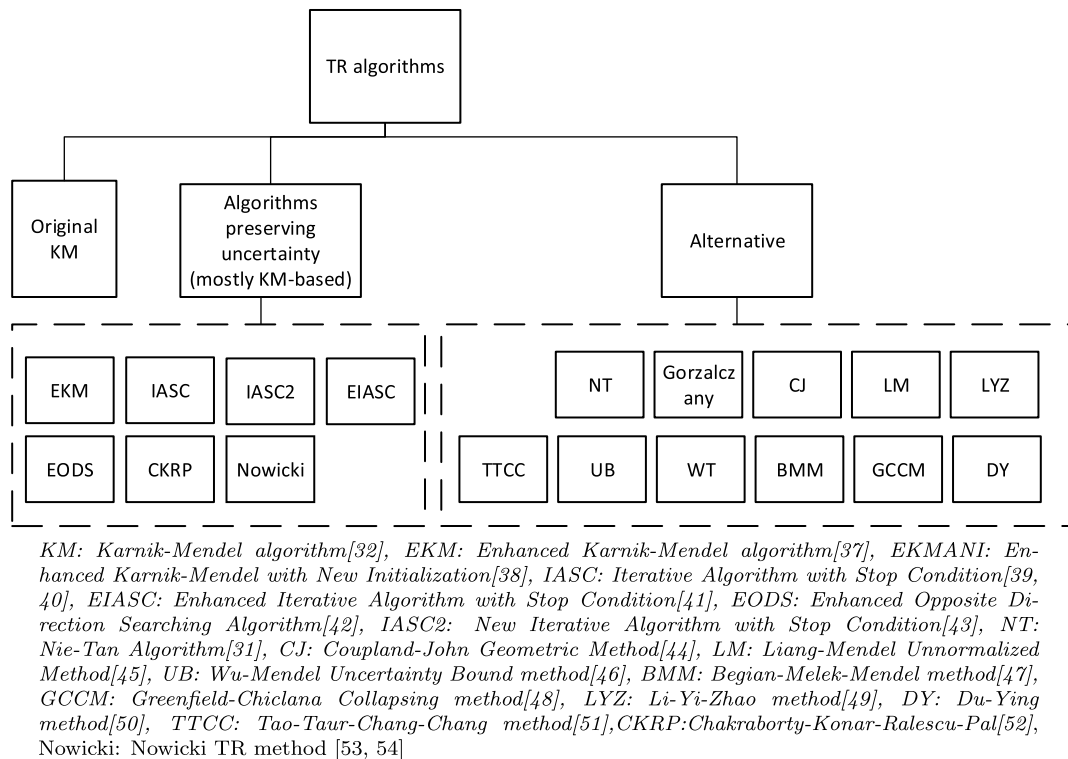 TR algorithms
Original
KM
Algorithms
preserving
uncertainty
(mostly KM-based)
Alternative
EKM
IASC
IASC2
EIASC
EODS
CKRP
Nowicki
NT
Gorzalcz
any
CJ
LM
LYZ
TTCC
UB
WT
BMM
GCCM
DY
KM: Karnik-Mendel algorithm[32], EKM: Enhanced Karnik-Mendel algorithm[37], EKMANI: En-
hanced Karnik-Mendel with New Initialization[38], IASC: Iterative Algorithm with Stop Condition[39,
40], EIASC: Enhanced Iterative Algorithm with Stop Condition[41], EODS: Enhanced Opposite Di-
rection Searching Algorithm[42], IASC2: New Iterative Algorithm with Stop Condition[43], NT:
Nie-Tan Algorithm[31], CJ: Coupland-John Geometric Method[44], LM: Liang-Mendel Unnormalized
Method[45], UB: Wu-Mendel Uncertainty Bound method[46], BMM: Begian-Melek-Mendel method[47],
GCCM: Greenfield-Chiclana Collapsing method[48], LYZ: Li-Yi-Zhao method[49], DY: Du-Ying
method[50], TTCC: Tao-Taur-Chang-Chang method[51],CKRP:Chakraborty-Konar-Ralescu-Pal[52],
Nowicki: Nowicki TR method [53, 54]